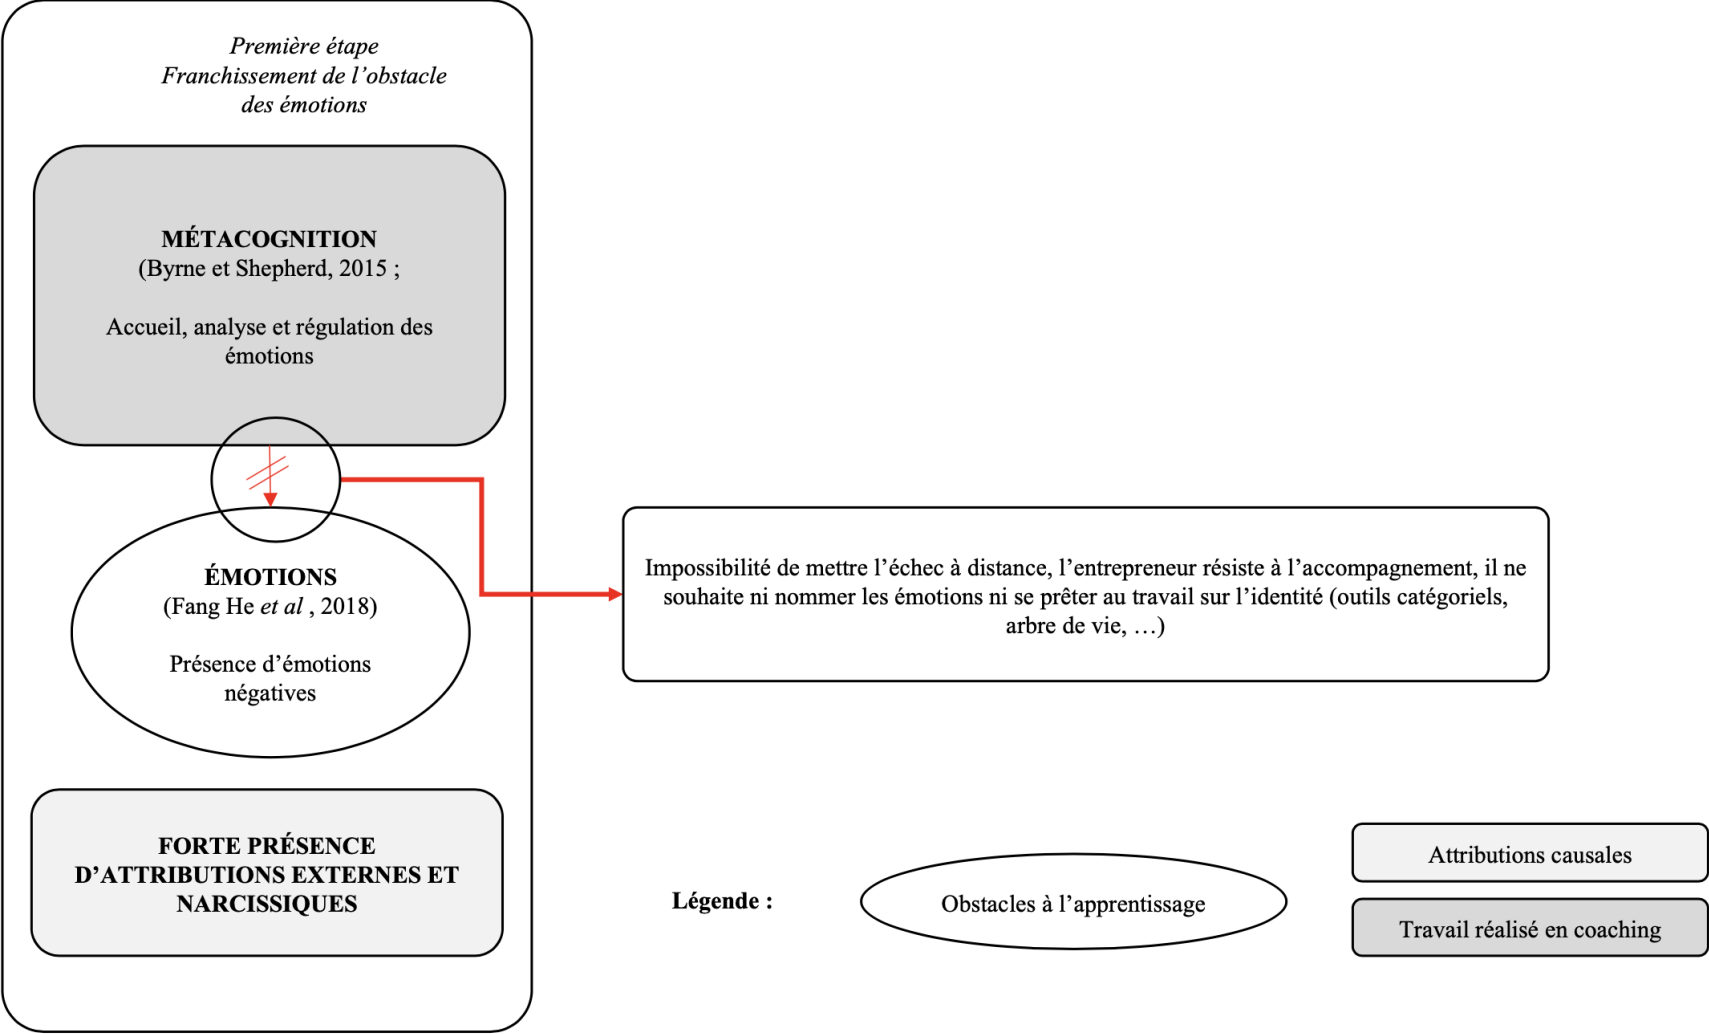 Première étape
Franchissement de l’obstacle
des émotions
MÉTACOGNITION
(Byrne et Shepherd, 2015 ;
Accueil, analyse et régulation des
émotions
ÉMOTIONS
(Fang He et al , 2018)
Présence d’émotions
négatives
Impossibilité de mettre l’échec à distance, l’entrepreneur résiste à l’accompagnement, il ne
souhaite ni nommer les émotions ni se prêter au travail sur l’identité (outils catégoriels,
arbre de vie, …)
FORTE PRÉSENCE
D’ATTRIBUTIONS EXTERNES ET
NARCISSIQUES
Légende :
Obstacles à l’apprentissage
Attributions causales
Travail réalisé en coaching